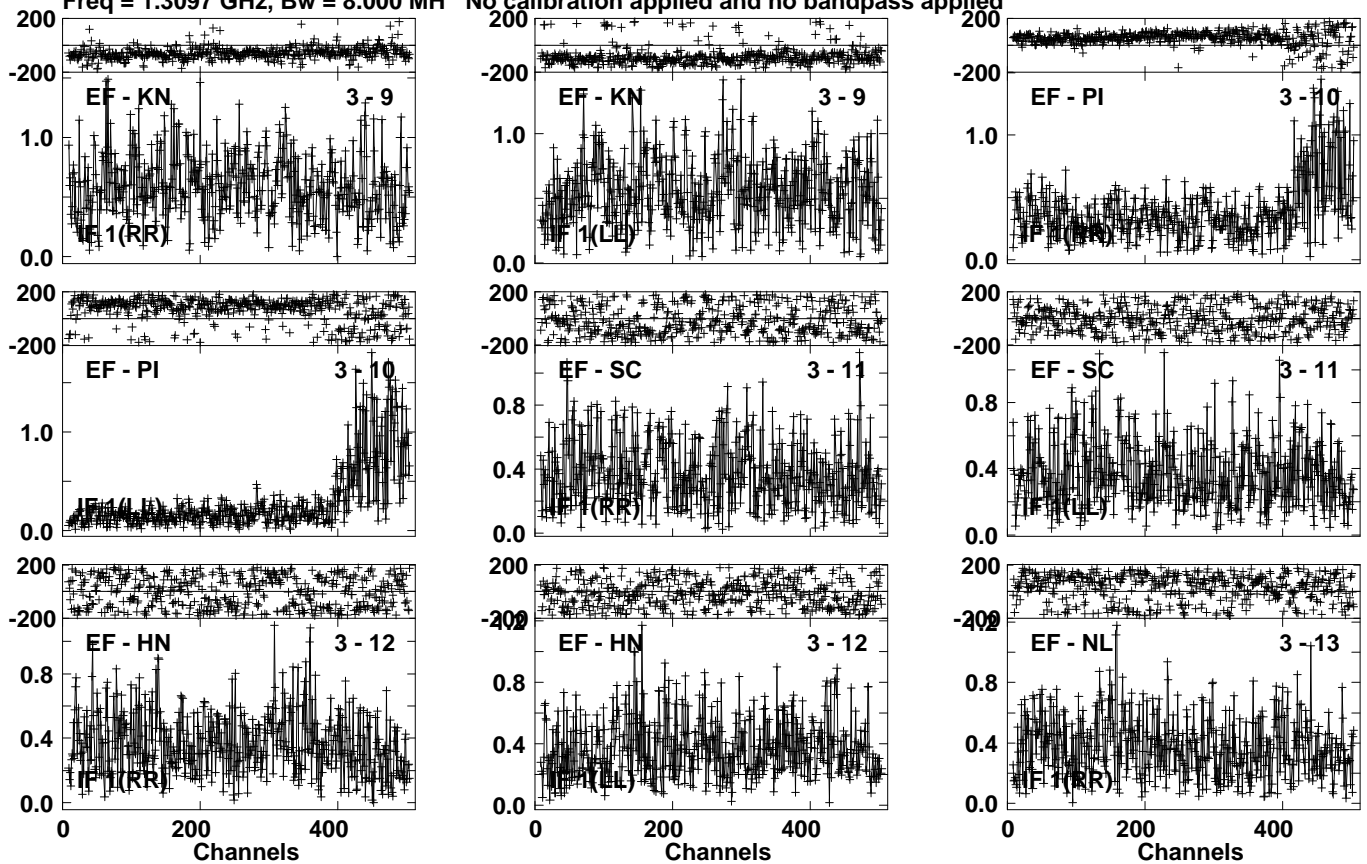 Freq = 1.3097 GHz, Bw = 8.000 MH No calibration applied and no bandpass applied
200
-200
EF - KN 3 - 9
1.0
IF 1(RR)
0.0
EF - KN 3 - 9
1.0
IF 1(LL)
0.0
200
-200
EF - PI 3 - 10
1.0
IF 1(RR)
0.0
200
-200
EF - PI 3 - 10
1.0
IF 1(LL)
0.0
200
-200
EF - SC 3 - 11
0.8
0.4
IF 1(RR)
0.0
200
-200
EF - SC 3 - 11
0.8
0.4
IF 1(LL)
0.0
200
-200
EF - HN 3 - 12
0.8
0.4
IF 1(RR)
0.0
0 200 400
Channels
200
-200
1.2
EF - HN 3 - 12
0.8
0.4
IF 1(LL)
0.0
0 200 400
Channels
200
-200
1.2
EF - NL 3 - 13
0.8
0.4
IF 1(RR)
0.0
0 200 400
Channels